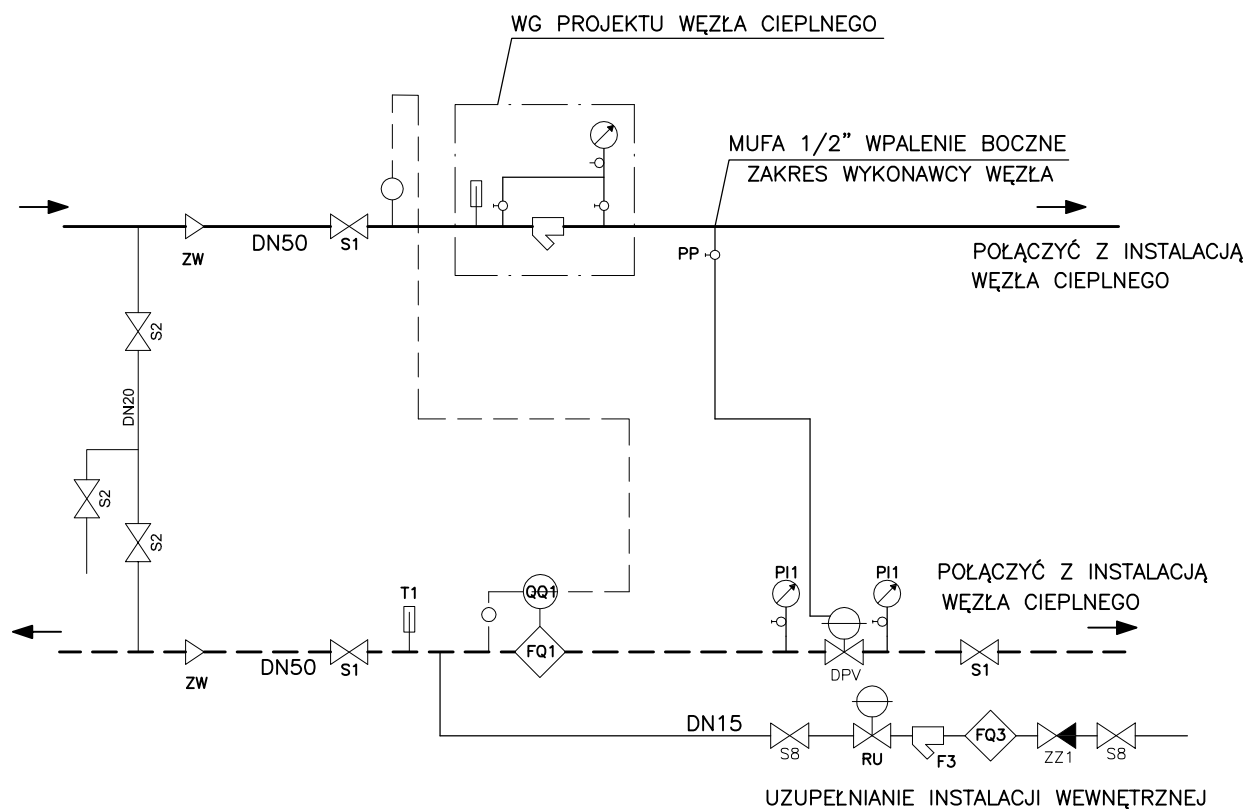 WG PROJEKTU WĘZŁA CIEPLNEGO
MUFA 1/2" WPALENIE BOCZNE
ZAKRES WYKONAWCY WĘZŁA
ZW
DN50
S1
PP
POŁĄCZYĆ Z INSTALACJĄ
WĘZŁA CIEPLNEGO
S2
DN20
S2
S2
T1
QQ1
PI1
PI1
POŁĄCZYĆ Z INSTALACJĄ
WĘZŁA CIEPLNEGO
ZW
DN50
S1
FQ1
DPV
S1
DN15
S8
RU
F3
FQ3
ZZ1
S8
UZUPEŁNIANIE INSTALACJI WEWNĘTRZNEJ